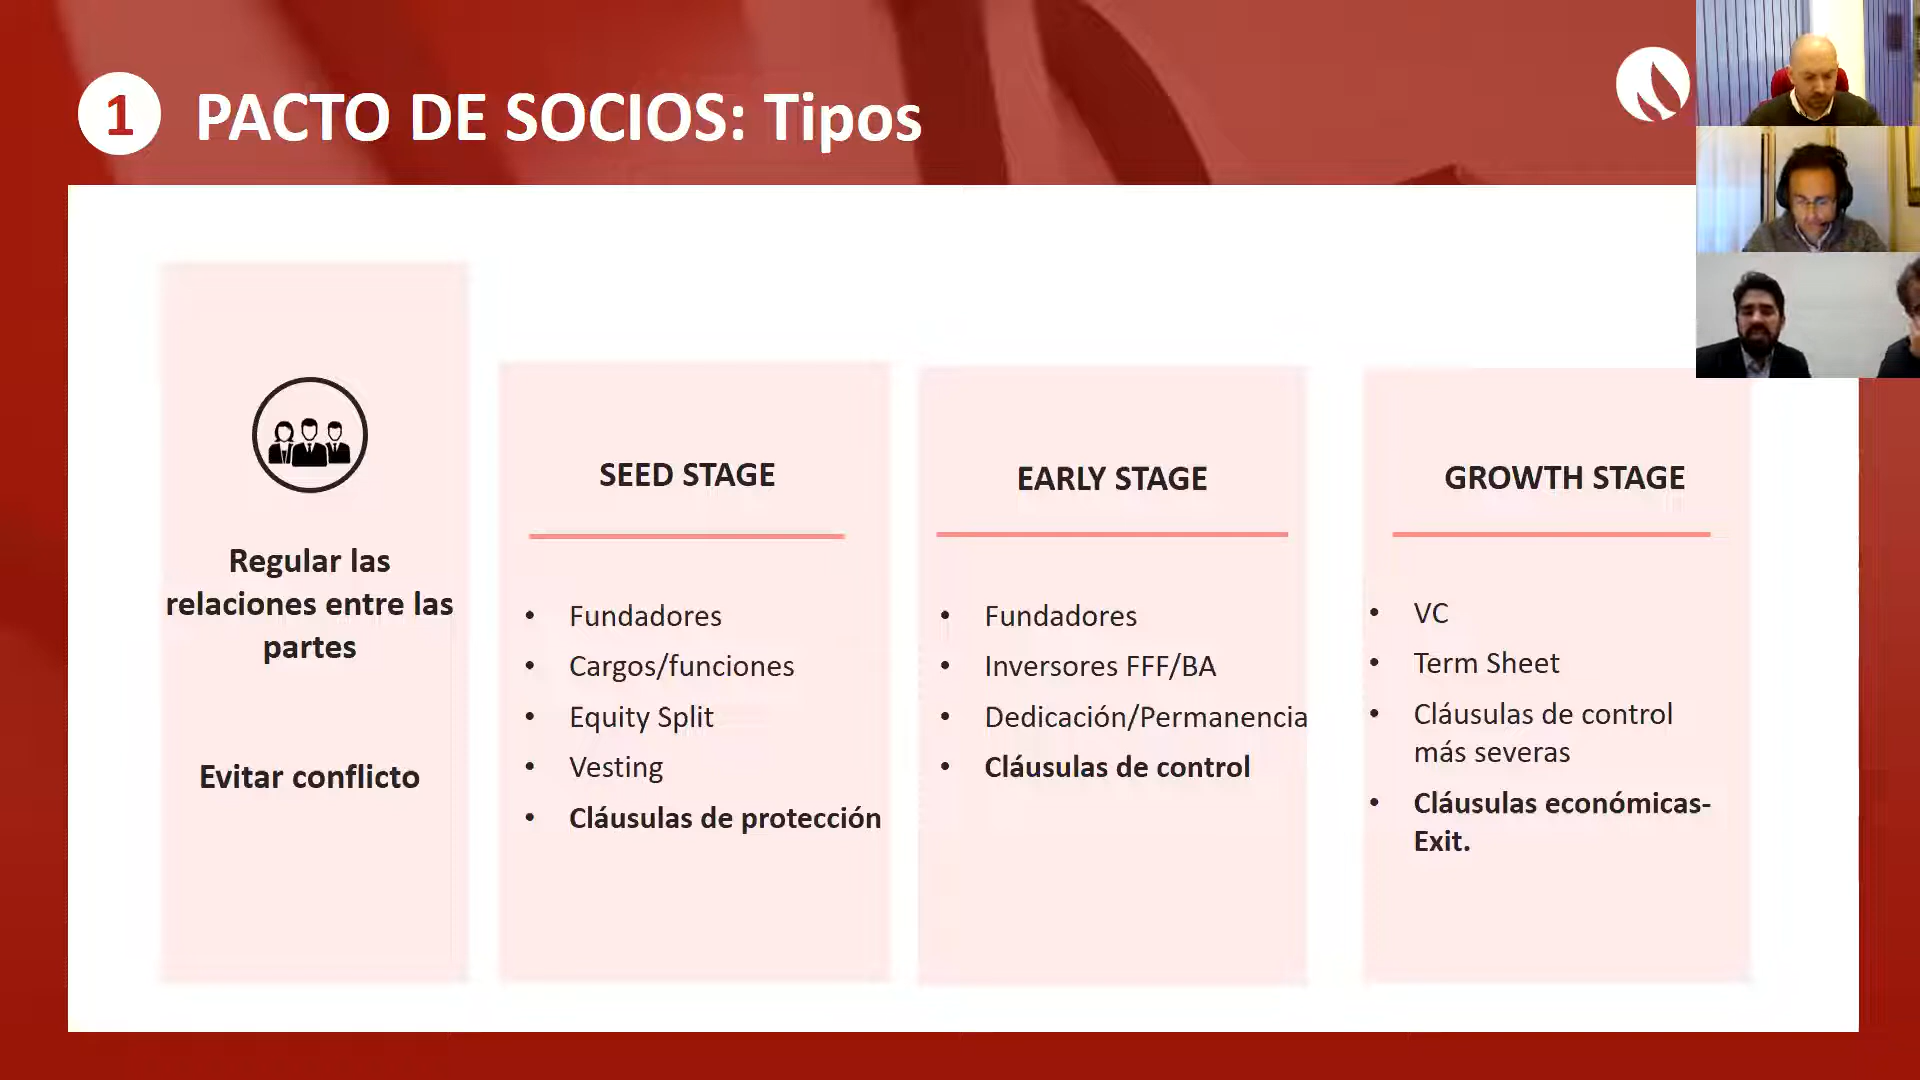 1
PACTO DE SOCIOS: Tipos
Regular las
relaciones entre las
partes
Evitar conflicto
SEED STAGE
• Fundadores
• Cargos/funciones
• Equity Split
• Vesting
• Cláusulas de protección
EARLY STAGE
• Fundadores
• Inversores FFF/BA
• Dedicación/Permanencia
• Cláusulas de control
GROWTH STAGE
• VC
• Term Sheet
• Cláusulas de control
más severas
• Cláusulas económicas-
Exit.